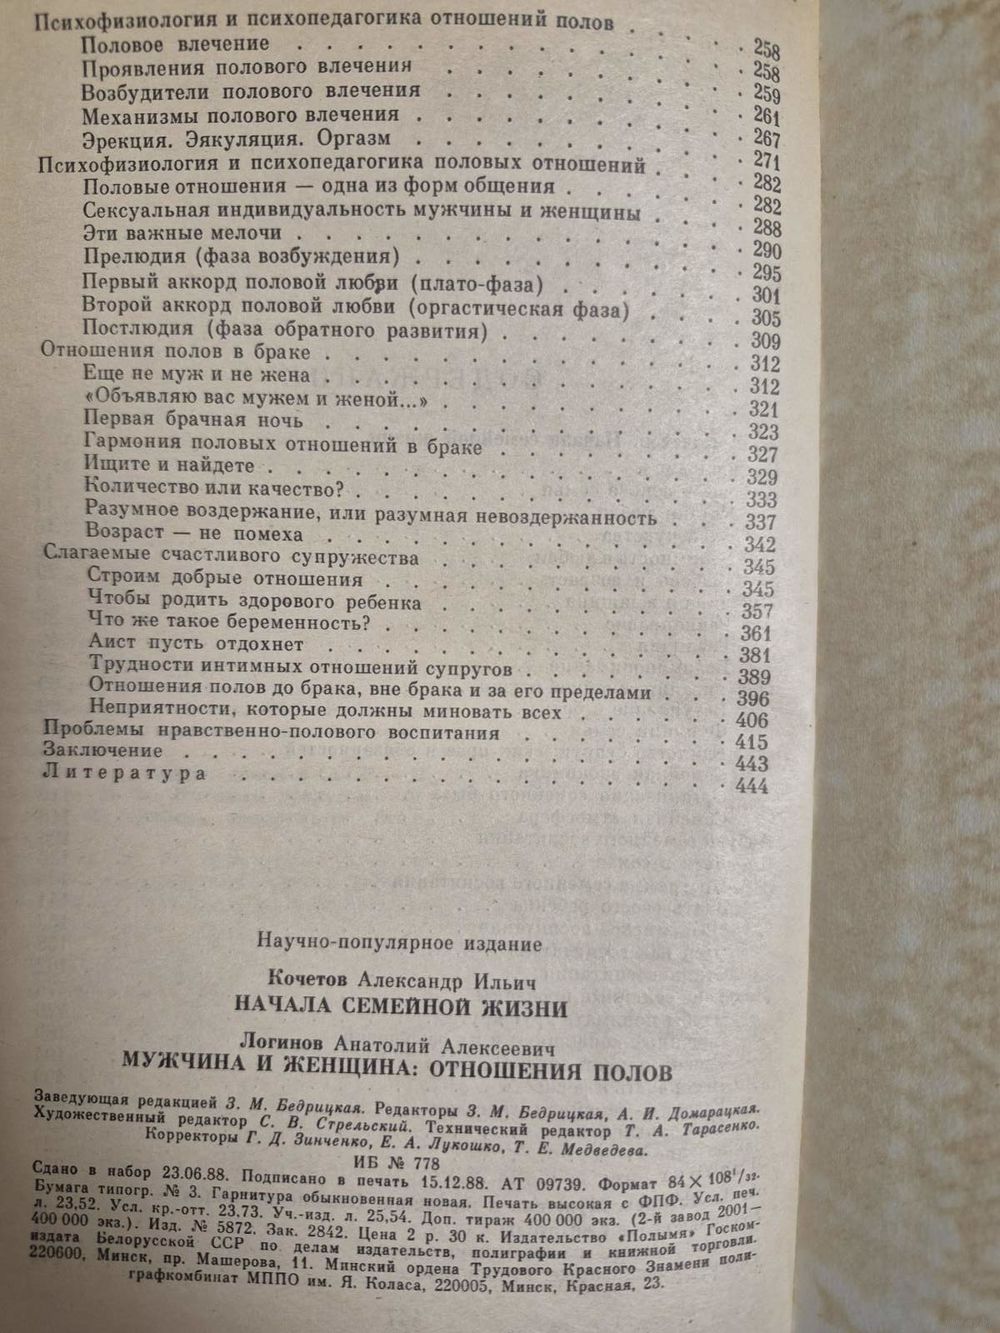 Психофизиология и психопедагогика отношений полов . . . . 258
Половое влечение . . . . . . . . . . 258
Проявления полового влечения . . . . . . . 259
Возбудители полового влечения . . . . . . . 261
Механизмы полового влечения . . . . . . . . 267
Эрекция. Эякуляция. Оргазм . . . . . . . . 271
Психофизиология и психопедагогика половых отношений . . . 282
Половые отношения — одна из форм общения . . . . . 282
Сексуальная индивидуальность мужчины и женщины . . . 288
Эти важные мелочи . . . . . . . . . . 290
Прелюдия (фаза возбуждения) . . . . . . . . 295
Первый аккорд половой любви (плато-фаза) . . . . . 301
Второй аккорд половой любви (оргастическая фаза) . . . 305
Постлюдия (фаза обратного развития) . . . . . . 309
Отношения полов в браке . . . . . . . . . 312
Еще не муж и не жена . . . . . . . . . 312
«Объявляю вас мужем и женой...» . . . . . . . 321
Первая брачная ночь . . . . . . . . . 323
Гармония половых отношений в браке . . . . . . 327
Ищите и найдете . . . . . . . . . . 329
Количество или качество? . . . . . . . . . 333
Разумное воздержание, или разумная невоздержанность . . . 337
Возраст — не помеха . . . . . . . . . 342
Слагаемые счастливого супружества . . . . . . . 345
Строим добрые отношения . . . . . . . . 345
Чтобы родить здорового ребенка . . . . . . . 357
Что же такое беременность? . . . . . . . . 361
Аист пусть отдохнет . . . . . . . . . 381
Трудности интимных отношений супругов . . . . . . 389
Отношения полов до брака, вне брака и за его пределами . . . 396
Неприятности, которые должны миновать всех . . . . . 406
Проблемы нравственно-полового воспитания . . . . . . 415
Заключение . . . . . . . . . . . . 443
Литература . . . . . . . . . . . . 444
Научно-популярное издание
Кочетов Александр Ильич
НАЧАЛА СЕМЕЙНОЙ ЖИЗНИ
Логинов Анатолий Алексеевич
МУЖЧИНА И ЖЕНЩИНА: ОТНОШЕНИЯ ПОЛОВ
Заведующая редакцией З. М. Бедрицкая. Редакторы З. М. Бедрицкая, А. И. Домарацкая.
Художественный редактор С. В. Стрельский. Технический редактор Т. А. Тарасенко.
Корректоры Г. Д. Зинченко, Е. А. Лукошко, Т. Е. Медведева.
ИБ № 778
Сдано в набор 23.06.88. Подписано в печать 15.12.88. АТ 09739. Формат 84×108¹/₃₂.
Бумага типогр. № 3. Гарнитура обыкновенная новая. Печать высокая с ФПФ. Усл. печ.
л. 23,52. Усл. кр.-отт. 23,73. Уч.-изд. л. 25,54. Доп. тираж 400 000 экз. (2-й завод 2001—
400 000 экз.). Изд. № 5872. Зак. 2842. Цена 2 р. 30 к. Издательство «Полымя» Госком-
издата Белорусской ССР по делам издательств, полиграфии и книжной торговли.
220600, Минск, пр. Машерова, 11. Минский ордена Трудового Красного Знамени поли-
графкомбинат МППО им. Я. Коласа, 220005, Минск, Красная, 23.